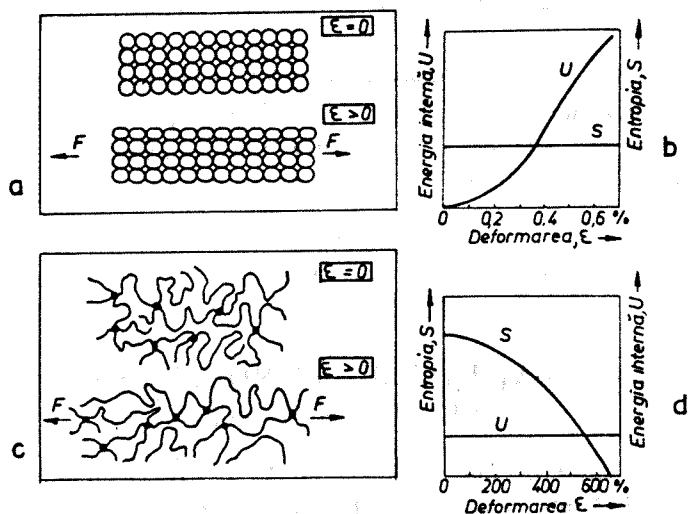 a
ε=0
ε>0
F
F
b
Energia internă, U
Entropia, S
U
S
0
0,2
0.4
0,6 %
Deformarea, ε
c
ε=0
ε>0
F
F
d
Entropia, S
Energia internă, U
S
U
0
200
400
600 %
Deformarea ε